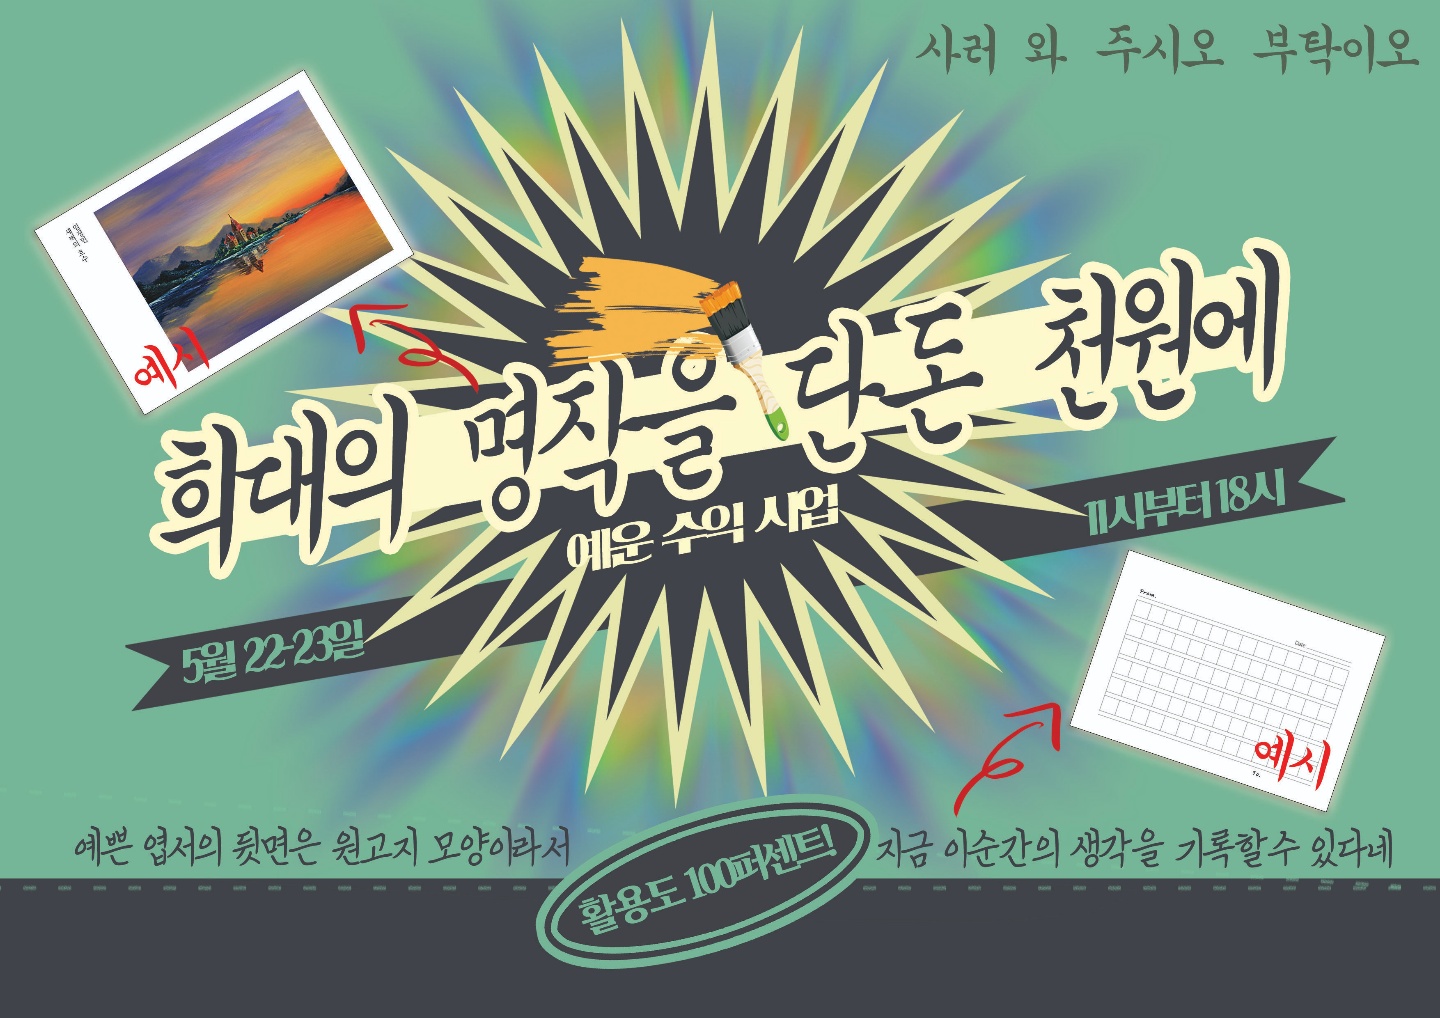 사러 와 주시오 부탁이오
예시
희대의 명작을 단돈 천원에
예운 수익 사업
11시부터 18시
5월 22-23일
From.
Date
예시
To.
예쁜 엽서의 뒷면은 원고지 모양이라서
지금 이순간의 생각을 기록할수 있다네
활용도 100퍼센트!